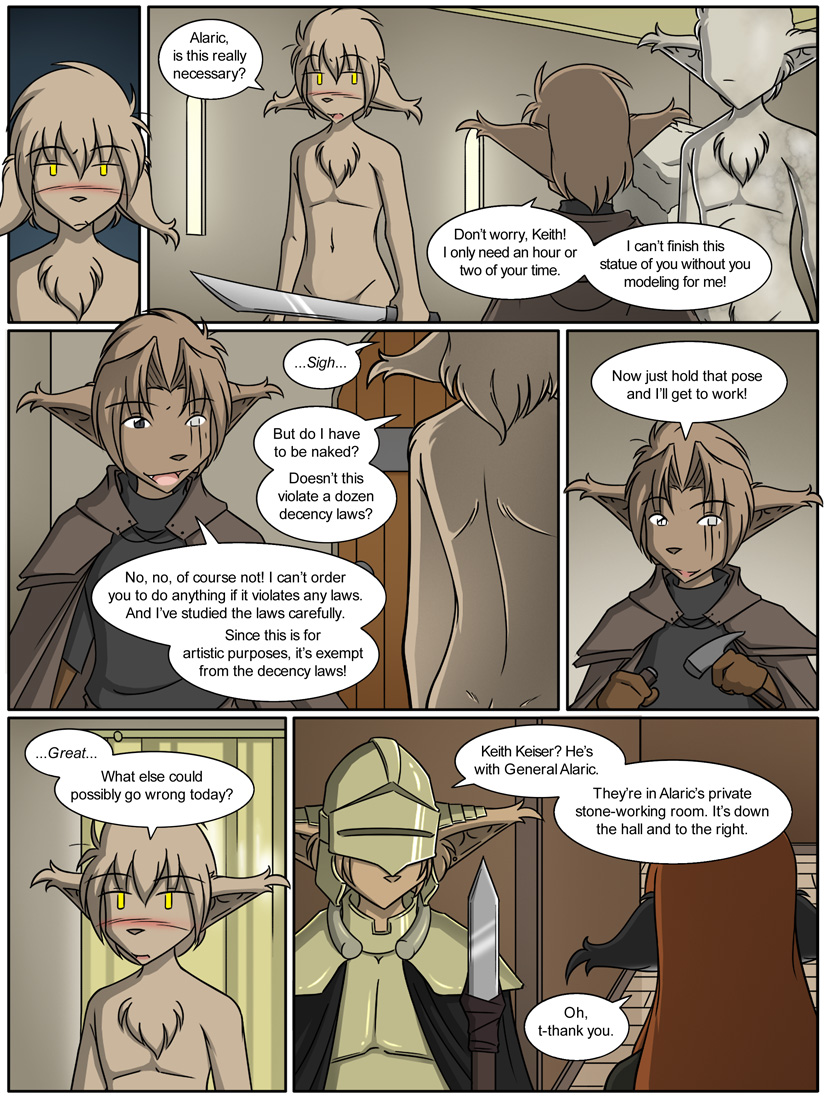 Alaric,
is this really
necessary?
Don't worry, Keith!
I only need an hour or
two of your time.
I can't finish this
statue of you without you
modeling for me!
...Sigh...
But do I have
to be naked?
Doesn't this
violate a dozen
decency laws?
No, no, of course not! I can't order
you to do anything if it violates any laws.
And I've studied the laws carefully.
Since this is for
artistic purposes, it's exempt
from the decency laws!
Now just hold that pose
and I'll get to work!
...Great...
What else could
possibly go wrong today?
Keith Keiser? He's
with General Alaric.
They're in Alaric's private
stone-working room. It's down
the hall and to the right.
Oh,
t-thank you.